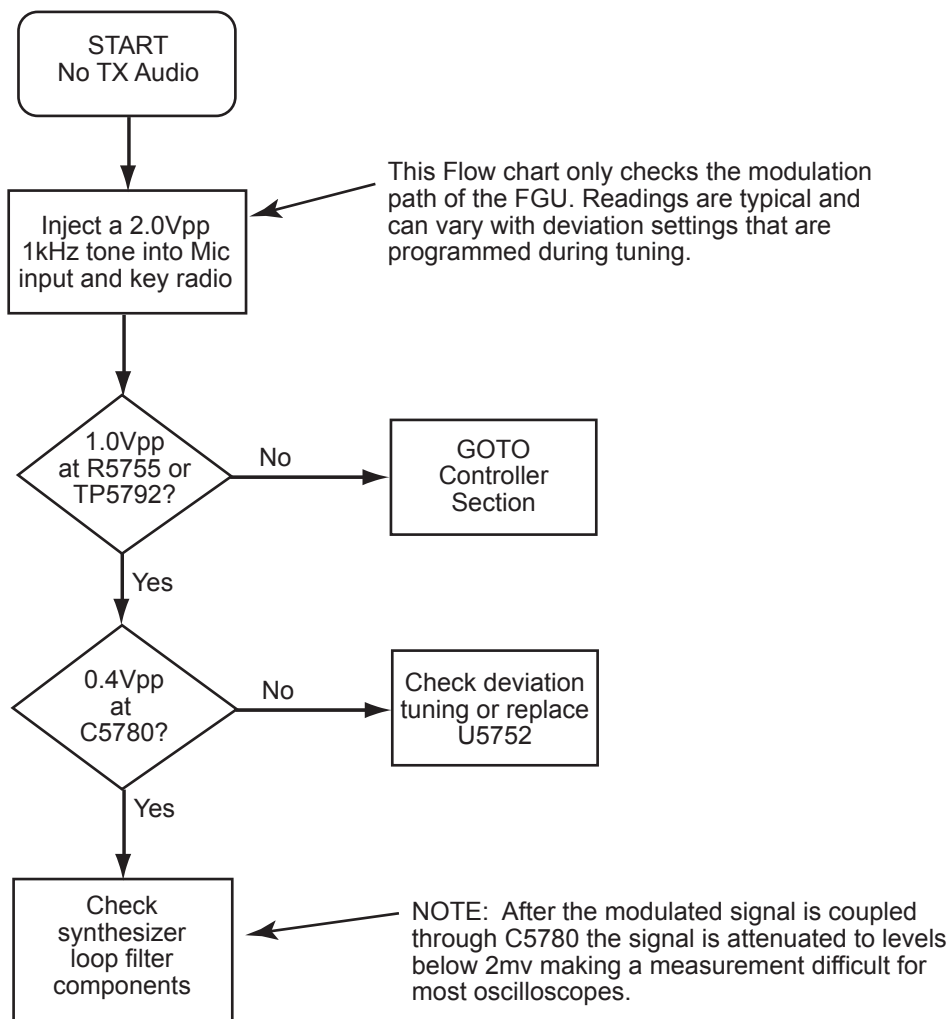 START
No TX Audio
This Flow chart only checks the modulation
path of the FGU. Readings are typical and
can vary with deviation settings that are
programmed during tuning.
Inject a 2.0Vpp
1kHz tone into Mic
input and key radio
1.0Vpp
at R5755 or
TP5792?
No
GOTO
Controller
Section
Yes
0.4Vpp
at
C5780?
No
Check deviation
tuning or replace
U5752
Yes
Check
synthesizer
loop filter
components
NOTE: After the modulated signal is coupled
through C5780 the signal is attenuated to levels
below 2mv making a measurement difficult for
most oscilloscopes.